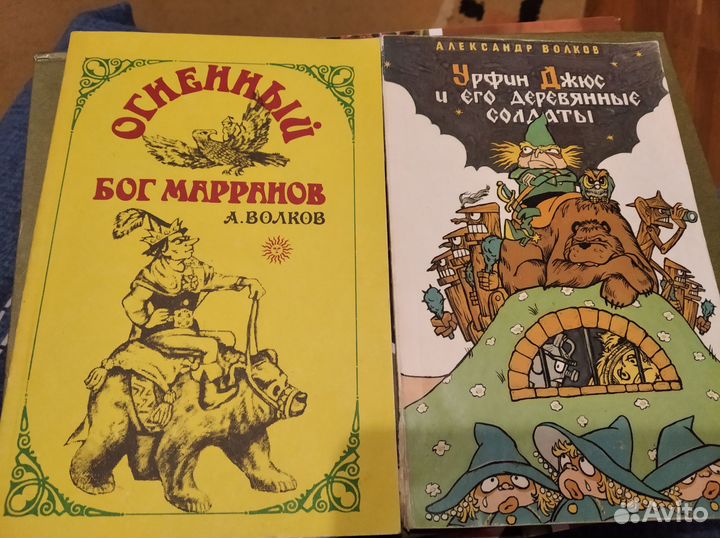 ОГНЕННЫЙ
БОГ МАРРАНОВ
А. ВОЛКОВ
АЛЕКСАНДР ВОЛКОВ
УРФИН ДЖЮС
И ЕГО ДЕРЕВЯННЫЕ
СОЛДАТЫ
Avito